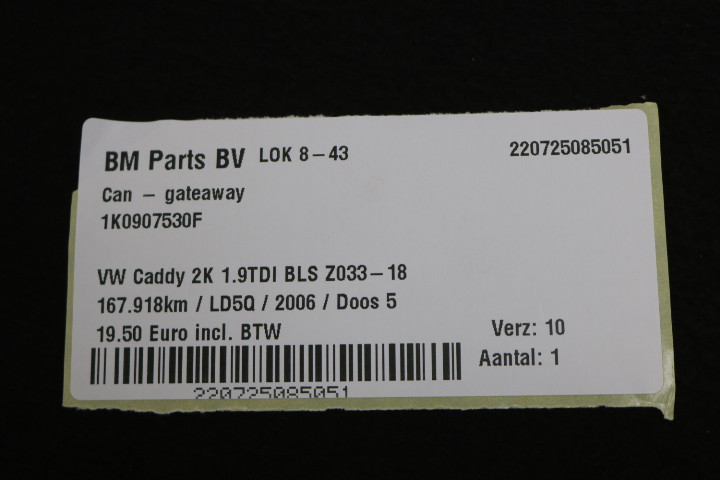 BM Parts BV LOK 8-43 220725085051
Can - gateaway
1K0907530F
VW Caddy 2K 1.9TDI BLS Z033-18
167.918km / LD5Q / 2006 / Doos 5
19.50 Euro incl. BTW Verz: 10
Aantal: 1
220725085051